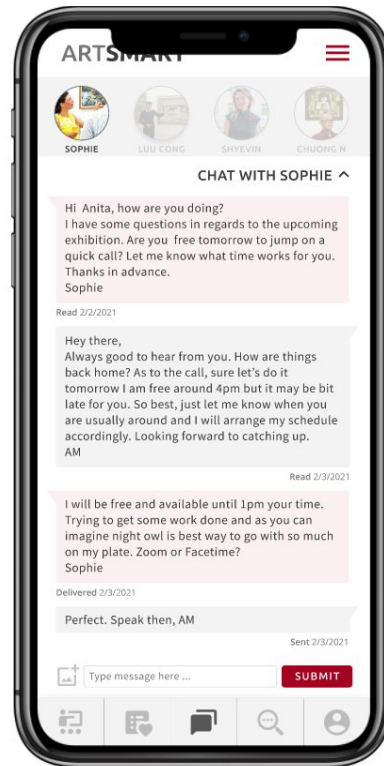 ARTSMART
SOPHIE
LUU CONG
SHYEVIN
CHUONG N
CHAT WITH SOPHIE
Hi Anita, how are you doing?
I have some questions in regards to the upcoming
exhibition. Are you free tomorrow to jump on a
quick call? Let me know what time works for you.
Thanks in advance.
Sophie
Read 2/2/2021
Hey there,
Always good to hear from you. How are things
back home? As to the call, sure let's do it
tomorrow I am free around 4pm but it may be bit
late for you. So best, just let me know when you
are usually around and I will arrange my schedule
accordingly. Looking forward to catching up.
AM
Read 2/3/2021
I will be free and available until 1pm your time.
Trying to get some work done and as you can
imagine night owl is best way to go with so much
on my plate. Zoom or Facetime?
Sophie
Delivered 2/3/2021
Perfect. Speak then, AM
Sent 2/3/2021
Type message here ...
SUBMIT